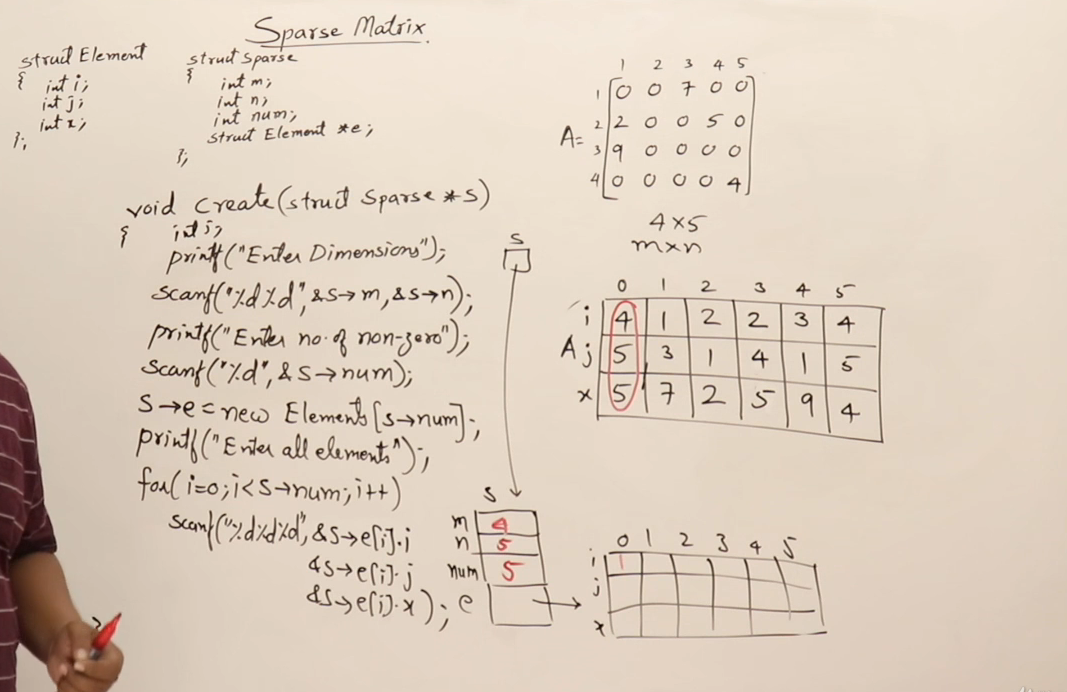 Sparse Matrix
struct Element
{ int i;
int j;
int x;
};
struct Sparse
{ int m;
int n;
int num;
struct Element *e;
};
void create(struct Sparse *s)
{ int i;
printf("Enter Dimensions");
scanf("%d%d",&s→m,&s→n);
printf("Enter no. of non-zero");
scanf("%d",&s→num);
s→e=new Elements[s→num];
printf("Enter all elements");
for(i=0;i<s→num;i++)
scanf("%d%d%d",&s→e[i].j
&s→e[i].j
&s→e[i].x);
1 2 3 4 5
1 0 0 7 0 0
2 2 0 0 5 0
A=
3 9 0 0 0 0
4 0 0 0 0 4
4×5
m×n
0 1 2 3 4 5
i 4 1 2 2 3 4
A j 5 3 1 4 1 5
x 5 7 2 5 9 4
s
s
m 4
n 5
num 5
e
0 1 2 3 4 5
i 1
j
x